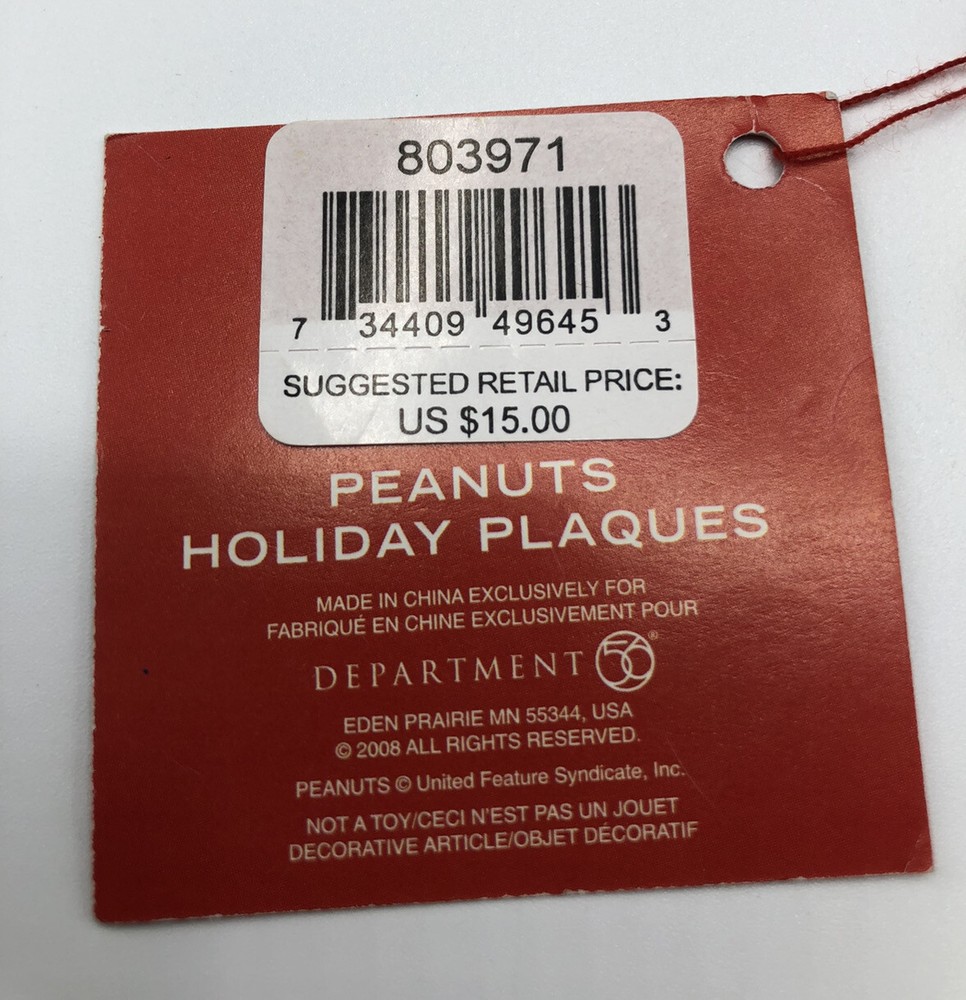 803971
7 34409 49645 3
SUGGESTED RETAIL PRICE:
US $15.00
PEANUTS
HOLIDAY PLAQUES
MADE IN CHINA EXCLUSIVELY FOR
FABRIQUÉ EN CHINE EXCLUSIVEMENT POUR
DEPARTMENT 56®
EDEN PRAIRIE MN 55344, USA
© 2008 ALL RIGHTS RESERVED.
PEANUTS © United Feature Syndicate, Inc.
NOT A TOY/CECI N'EST PAS UN JOUET
DECORATIVE ARTICLE/OBJET DÉCORATIF